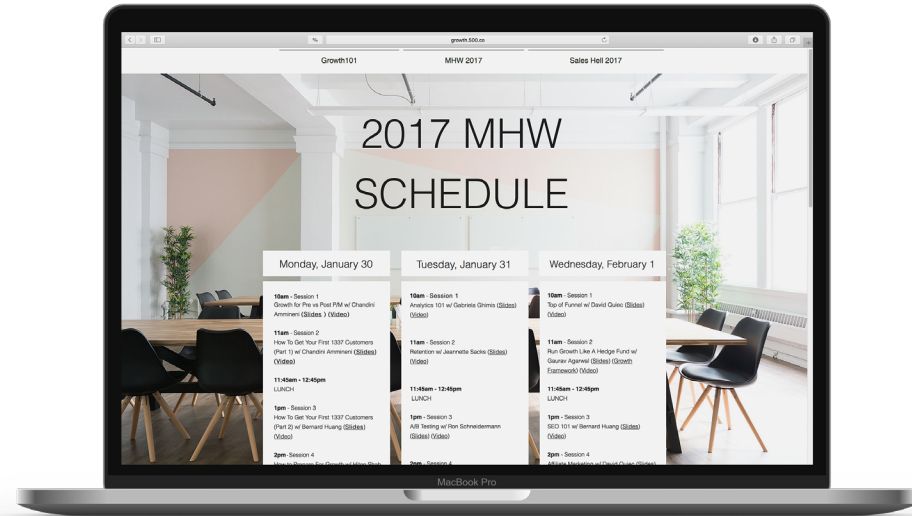 growth.500.co
Growth101
MHW 2017
Sales Hell 2017
2017 MHW
SCHEDULE
Monday, January 30
10am - Session 1
Growth for Pre vs Post P/M w/ Chandini
Ammineni (Slides ) (Video)
11am - Session 2
How To Get Your First 1337 Customers
(Part 1) w/ Chandini Ammineni (Slides)
(Video)
11:45am - 12:45pm
LUNCH
1pm - Session 3
How To Get Your First 1337 Customers
(Part 2) w/ Bernard Huang (Slides)
(Video)
2pm - Session 4
How to Prepare For Growth w/ Hiten Shah
Tuesday, January 31
10am - Session 1
Analytics 101 w/ Gabriels Ghimis (Slides)
(Video)
11am - Session 2
Retention w/ Jeannette Sacks (Slides)
(Video)
11:45am - 12:45pm
LUNCH
1pm - Session 3
A/B Testing w/ Ron Schneidermann
(Slides) (Video)
2pm - Session 4
Wednesday, February 1
10am - Session 1
Top of Funnel w/ David Quiec (Slides)
(Video)
11am - Session 2
Run Growth Like A Hedge Fund w/
Gaurav Agarwal (Slides) (Growth
Framework) (Video)
11:45am - 12:45pm
LUNCH
1pm - Session 3
SEO 101 w/ Bernard Huang (Slides)
(Video)
2pm - Session 4
Affiliate Marketing w/ David Quiec (Slides)
MacBook Pro